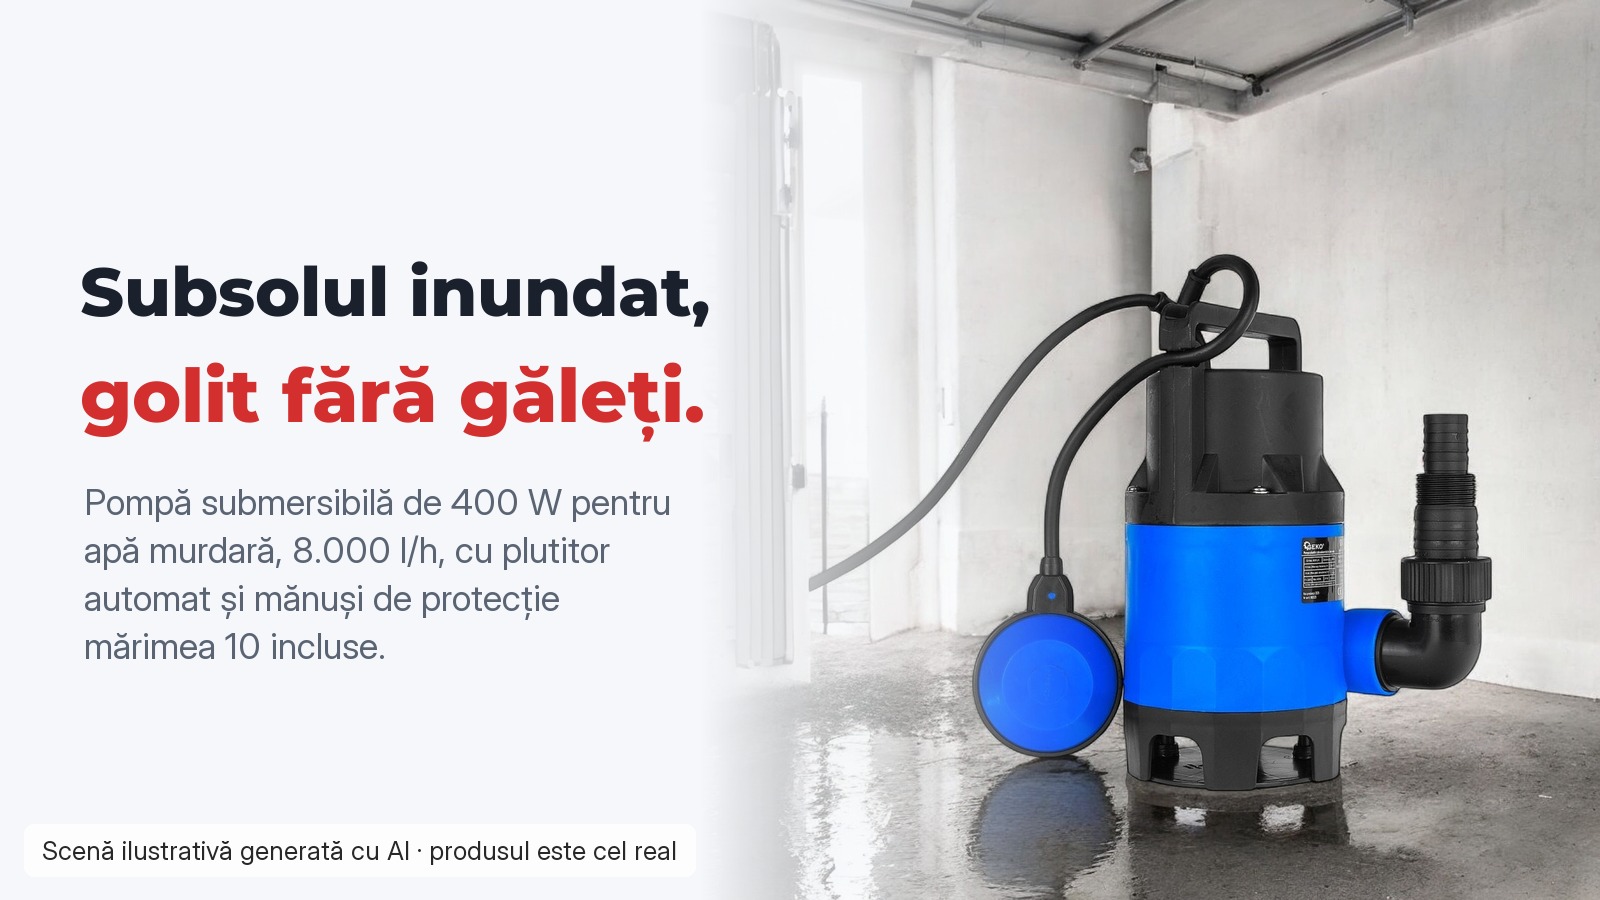 Subsolul inundat,
golit fără găleți.
Pompă submersibilă de 400 W pentru
apă murdară, 8.000 l/h, cu plutitor
automat și mănuși de protecție
mărimea 10 incluse.
GEKO
Scenă ilustrativă generată cu AI · produsul este cel real